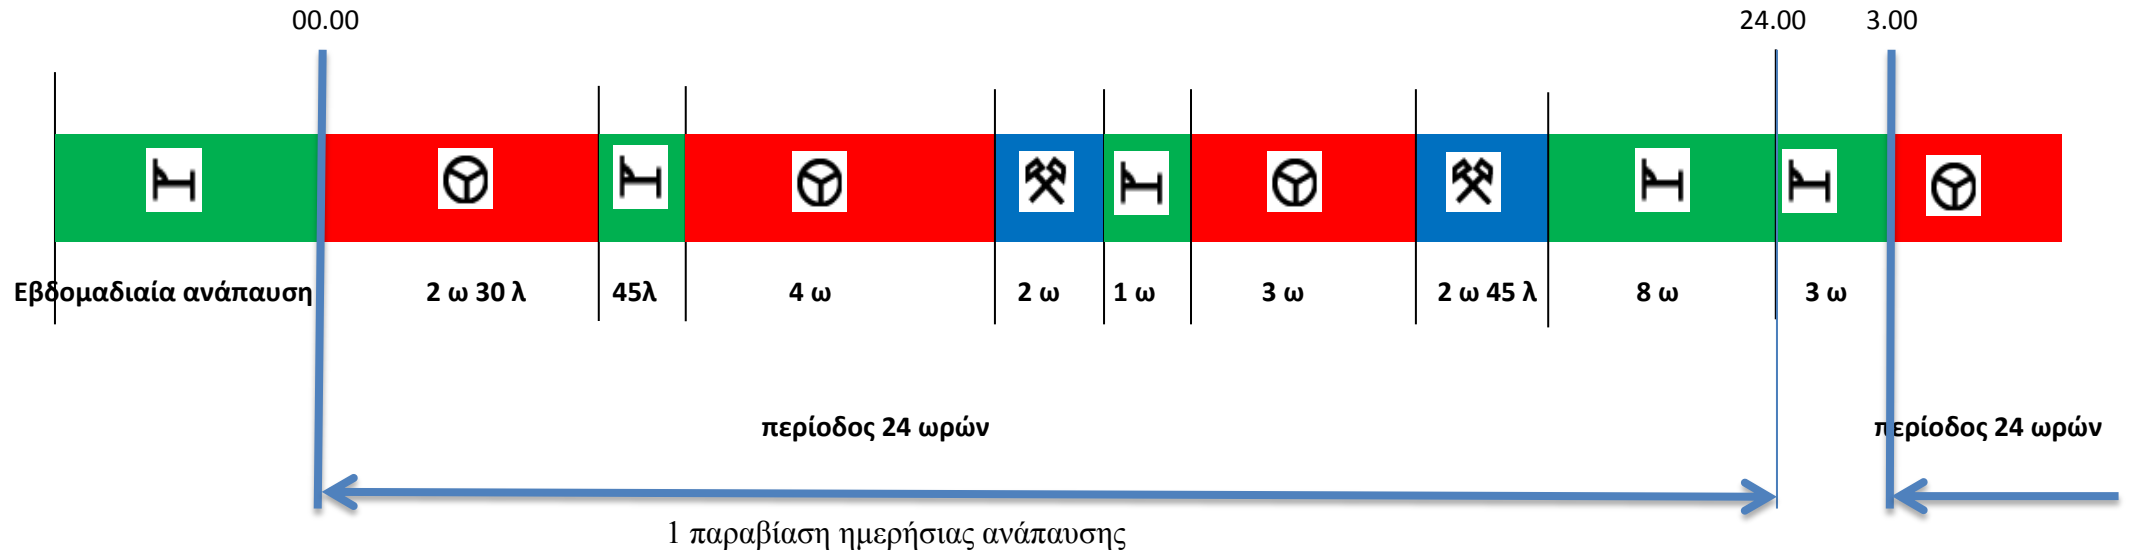 00.00 24.00 3.00
Εβδομαδιαία ανάπαυση 2 ω 30 λ 45λ 4 ω 2 ω 1 ω 3 ω 2 ω 45 λ 8 ω 3 ω
περίοδος 24 ωρών περίοδος 24 ωρών
1 παραβίαση ημερήσιας ανάπαυσης